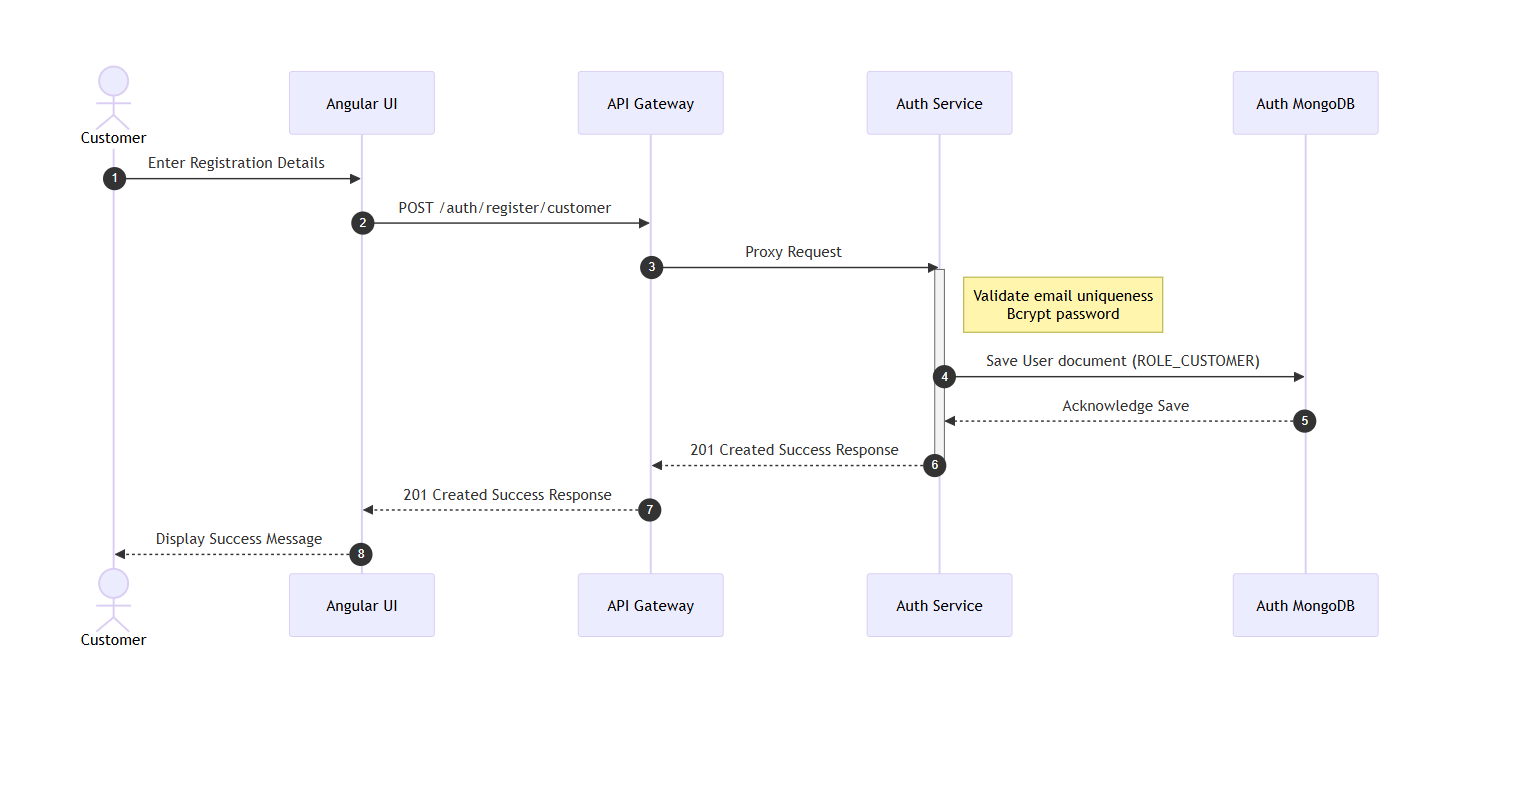 Customer
Angular UI
API Gateway
Auth Service
Auth MongoDB
Enter Registration Details
1
POST /auth/register/customer
2
Proxy Request
3
Validate email uniqueness
Bcrypt password
Save User document (ROLE_CUSTOMER)
4
Acknowledge Save
5
201 Created Success Response
6
201 Created Success Response
7
Display Success Message
8
Customer
Angular UI
API Gateway
Auth Service
Auth MongoDB